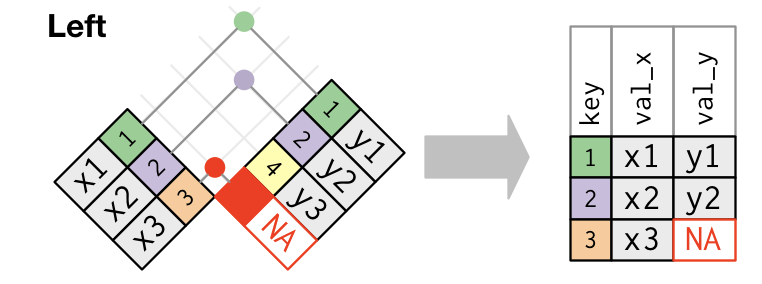 Left
1 x1
2 x2
3 x3
1 y1
2 y2
4 y3
NA
key val_x val_y
1 x1 y1
2 x2 y2
3 x3 NA